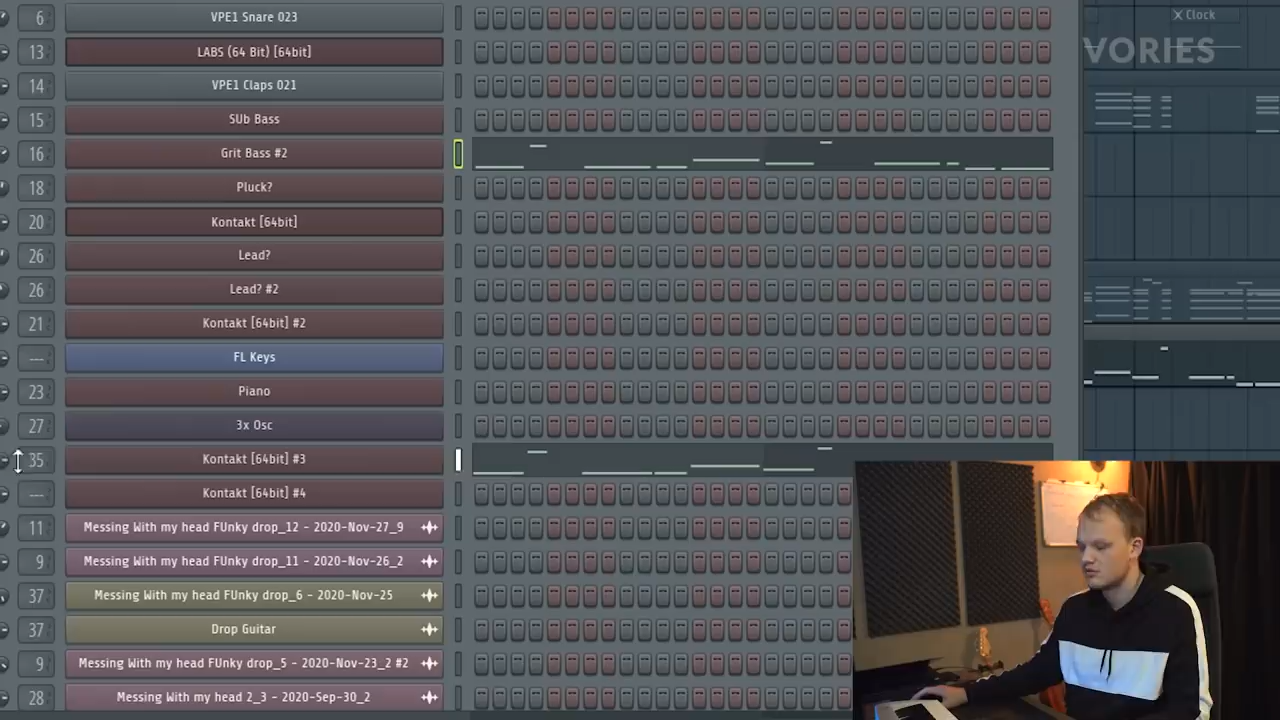 6 VPE1 Snare 023
13 LABS (64 Bit) [64bit]
14 VPE1 Claps 021
15 SUb Bass
16 Grit Bass #2
18 Pluck?
20 Kontakt [64bit]
26 Lead?
26 Lead? #2
21 Kontakt [64bit] #2
--- FL Keys
23 Piano
27 3x Osc
35 Kontakt [64bit] #3
--- Kontakt [64bit] #4
11 Messing With my head FUnky drop_12 - 2020-Nov-27_9
9 Messing With my head FUnky drop_11 - 2020-Nov-26_2
37 Messing With my head FUnky drop_6 - 2020-Nov-25
37 Drop Guitar
9 Messing With my head FUnky drop_5 - 2020-Nov-23_2 #2
28 Messing With my head 2_3 - 2020-Sep-30_2
X Clock
VORIES